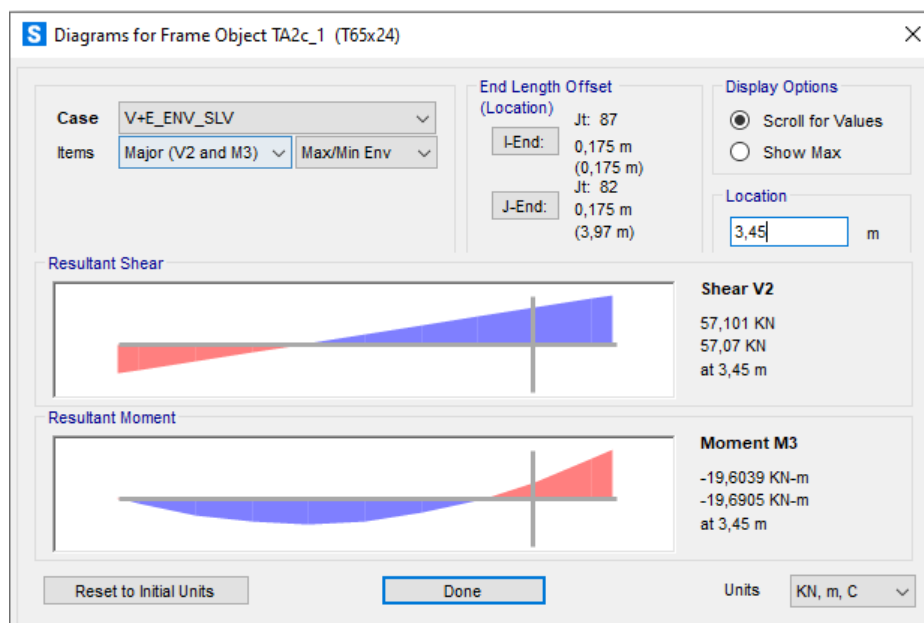 S Diagrams for Frame Object TA2c_1 (T65x24)
Case V+E_ENV_SLV
Items Major (V2 and M3) Max/Min Env
End Length Offset
(Location)
Jt: 87
I-End: 0,175 m
(0,175 m)
Jt: 82
J-End: 0,175 m
(3,97 m)
Display Options
Scroll for Values
Show Max
Location
3,45 m
Resultant Shear
Shear V2
57,101 KN
57,07 KN
at 3,45 m
Resultant Moment
Moment M3
-19,6039 KN-m
-19,6905 KN-m
at 3,45 m
Reset to Initial Units
Done
Units KN, m, C